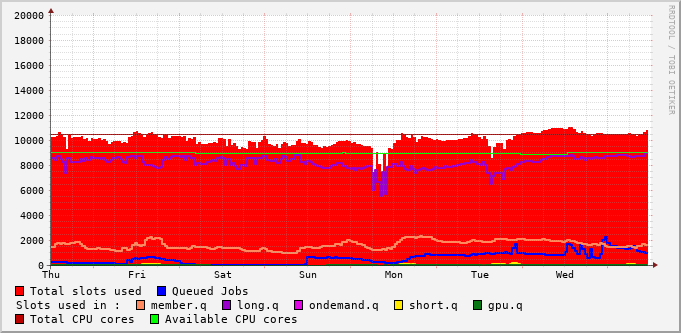 20000
18000
16000
14000
12000
10000
8000
6000
4000
2000
0
Thu Fri Sat Sun Mon Tue Wed
RRDTOOL / TOBI OETIKER
Total slots used Queued Jobs
Slots used in : member.q long.q ondemand.q short.q gpu.q
Total CPU cores Available CPU cores